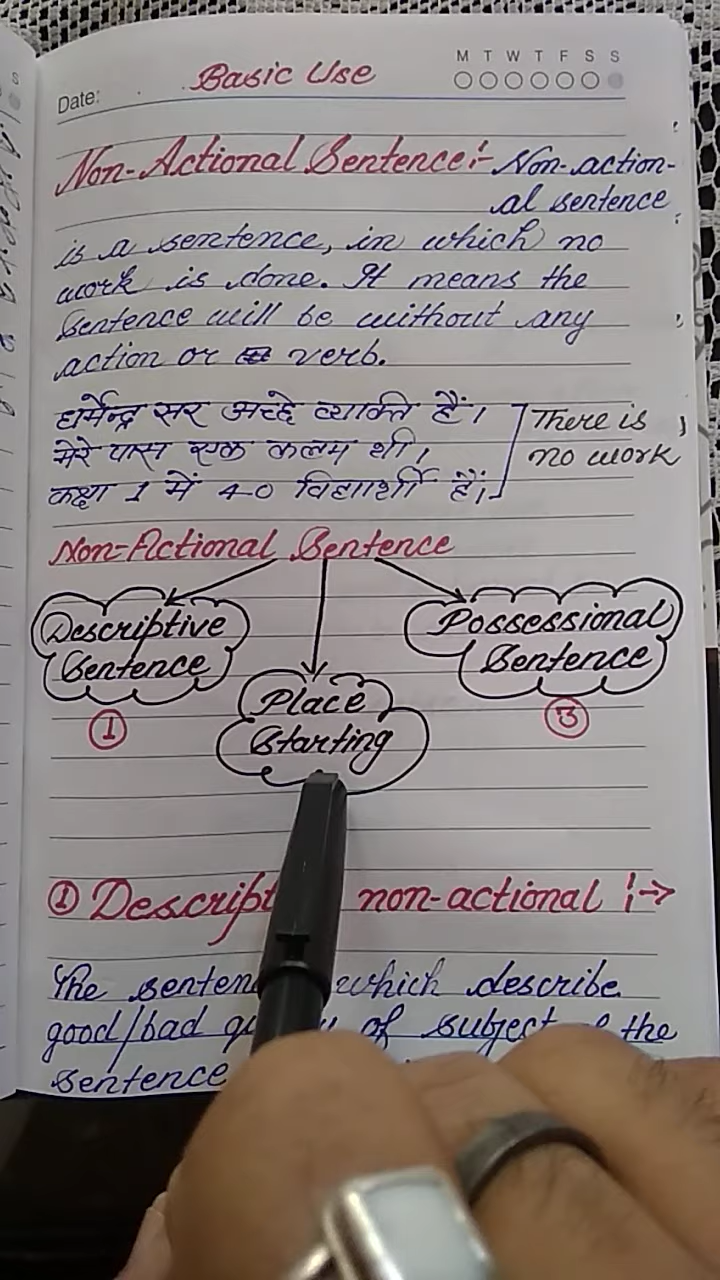 M T W T F S S
Date: Basic Use
Non-Actional Sentence:- Non-action-
al sentence
is a sentence, in which no
work is done. It means the
sentence will be without any
action or verb.
धर्मेन्द्र सर अच्छे व्याक्ति हैं।
मेरे पास एक कलम थी,
कक्षा 1 में 40 विद्यार्थी हैं,
There is
no work
Non-Actional Sentence
Descriptive
Sentence
①
Place
Starting
Possessional
Sentence
③
① Descript non-actional :→
The senten which describe
good/bad of subject the
sentence